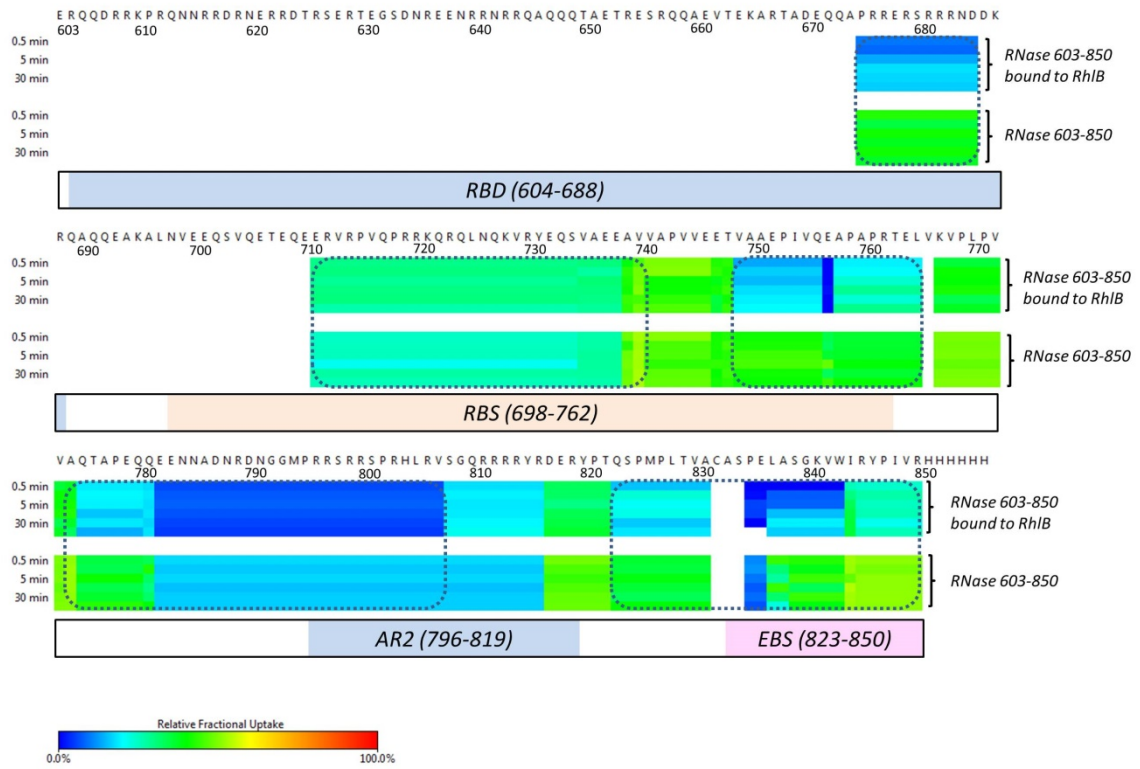 E R Q Q D R R K P R Q N N R R D R N E R R D T R S E R T E G S D N R E E N R R N R R Q A Q Q Q T A E T R E S R Q Q A E V T E K A R T A D E Q Q A P R R E R S R R R N D D K
603 610 620 630 640 650 660 670 680
0.5 min
5 min
30 min
RNase 603-850
bound to RhlB
0.5 min
5 min
30 min
RNase 603-850
RBD (604-688)
R Q A Q Q E A K A L N V E E Q S V Q E T E Q E E R V R P V Q P R R K Q R Q L N Q K V R Y E Q S V A E E A V V A P V V E E T V A A E P I V Q E A P A P R T E L V K V P L P V
690 700 710 720 730 740 750 760 770
0.5 min
5 min
30 min
RNase 603-850
bound to RhlB
0.5 min
5 min
30 min
RNase 603-850
RBS (698-762)
V A Q T A P E Q Q E E N N A D N R D N G G M P R R S R R S P R H L R V S G Q R R R R Y R D E R Y P T Q S P M P L T V A C A S P E L A S G K V W I R Y P I V R H H H H H H
780 790 800 810 820 830 840 850
0.5 min
5 min
30 min
RNase 603-850
bound to RhlB
0.5 min
5 min
30 min
RNase 603-850
AR2 (796-819) EBS (823-850)
Relative Fractional Uptake
0.0% 100.0%